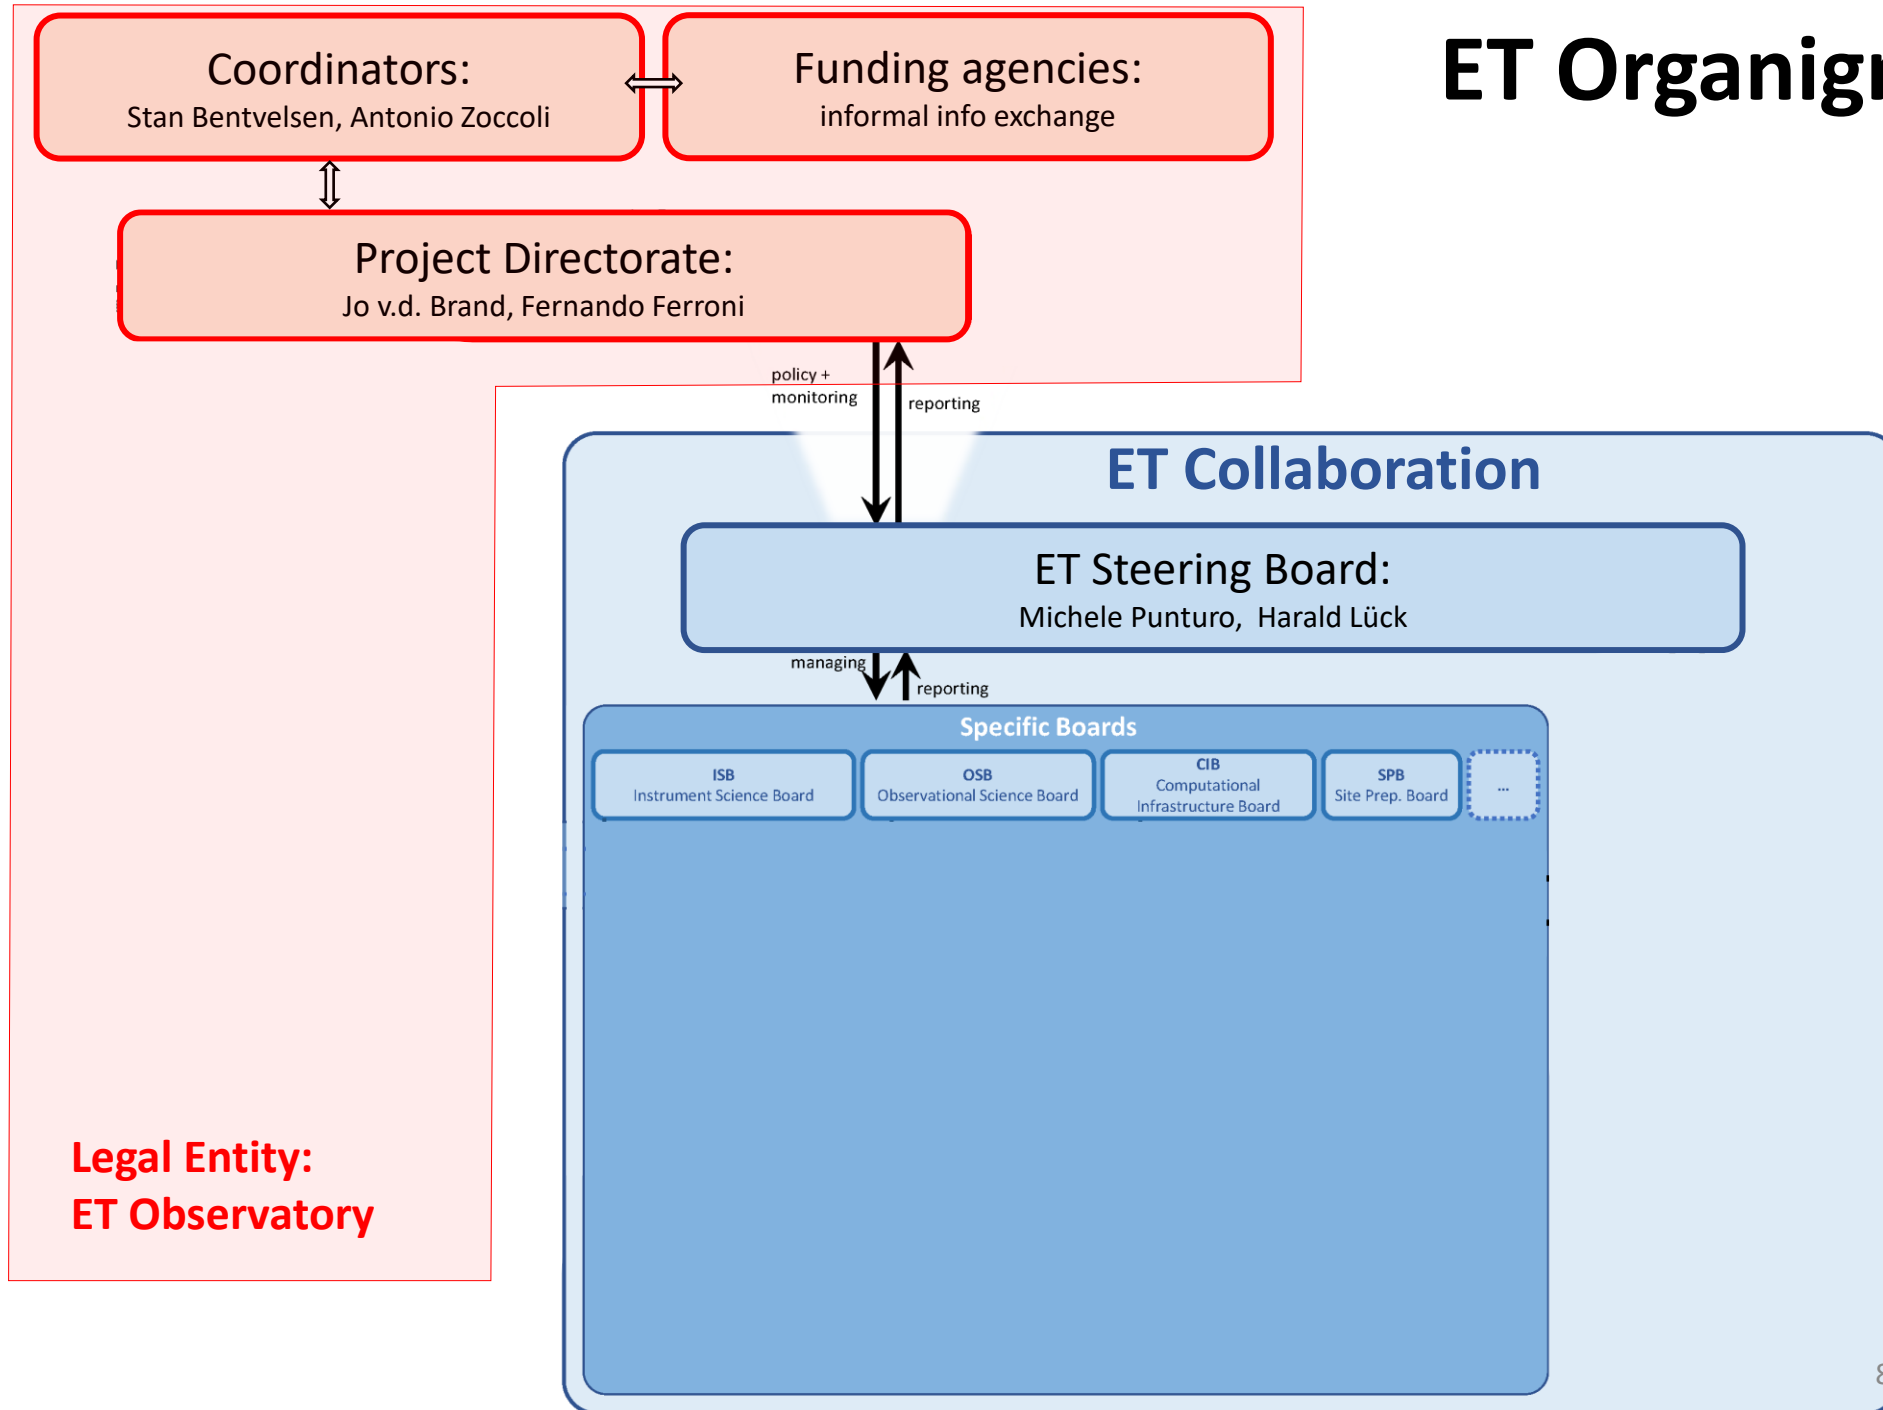 ET Organigr
Coordinators:
Stan Bentvelsen, Antonio Zoccoli
Funding agencies:
informal info exchange
Project Directorate:
Jo v.d. Brand, Fernando Ferroni
policy +
monitoring
reporting
ET Collaboration
ET Steering Board:
Michele Punturo, Harald Lück
managing
reporting
Specific Boards
ISB
Instrument Science Board
OSB
Observational Science Board
CIB
Computational
Infrastructure Board
SPB
Site Prep. Board
...
Legal Entity:
ET Observatory